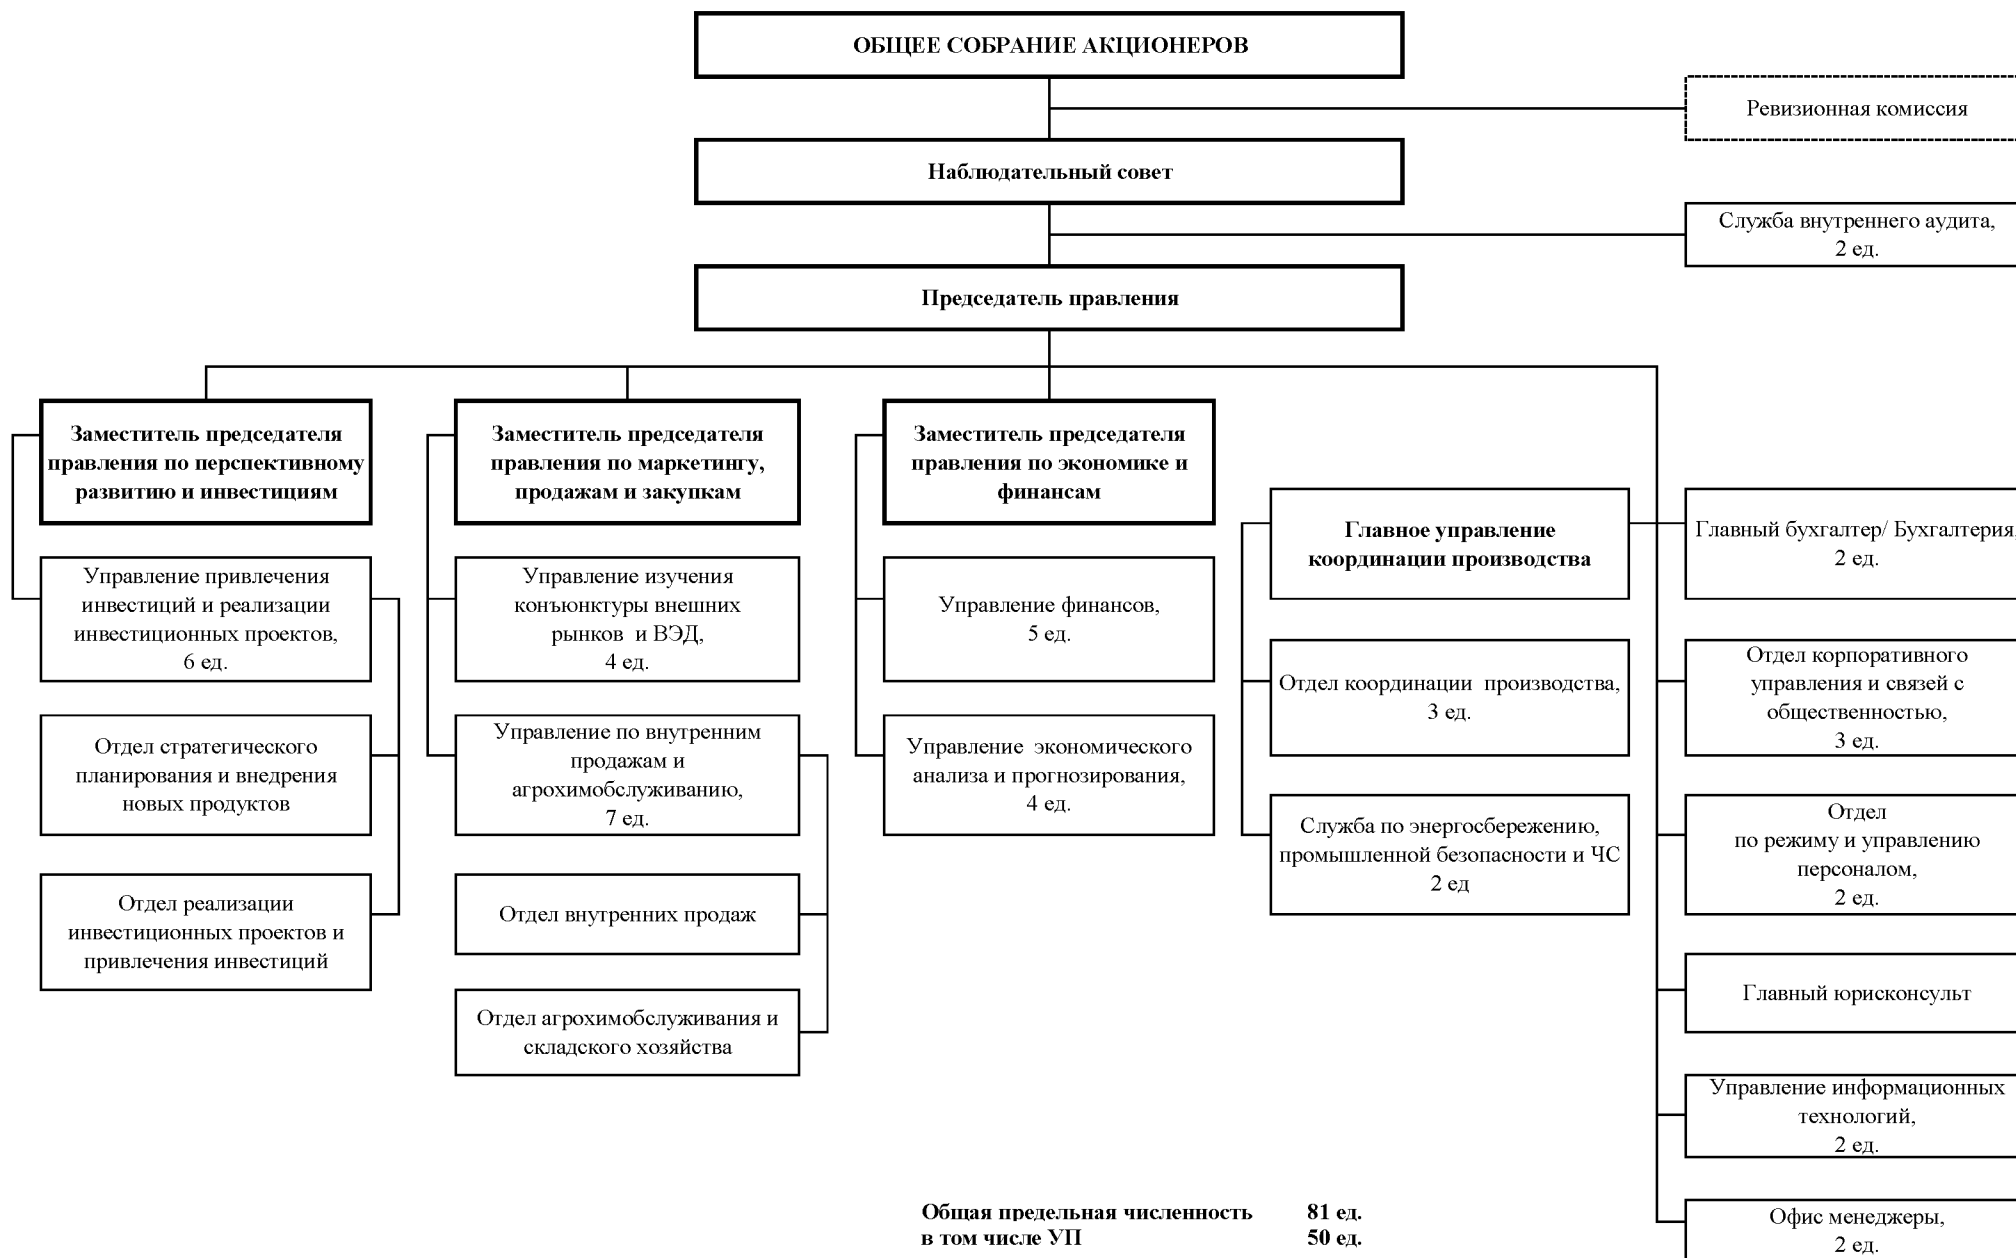 ОБЩЕЕ СОБРАНИЕ АКЦИОНЕРОВ
Ревизионная комиссия
Наблюдательный совет
Служба внутреннего аудита,
2 ед.
Председатель правления
Заместитель председателя
правления по перспективному
развитию и инвестициям
Управление привлечения
инвестиций и реализации
инвестиционных проектов,
6 ед.
Отдел стратегического
планирования и внедрения
новых продуктов
Отдел реализации
инвестиционных проектов и
привлечения инвестиций
Заместитель председателя
правления по маркетингу,
продажам и закупкам
Управление изучения
конъюнктуры внешних
рынков и ВЭД,
4 ед.
Управление по внутренним
продажам и
агрохимобслуживанию,
7 ед.
Отдел внутренних продаж
Отдел агрохимобслуживания и
складского хозяйства
Заместитель председателя
правления по экономике и
финансам
Управление финансов,
5 ед.
Управление экономического
анализа и прогнозирования,
4 ед.
Главное управление
координации производства
Отдел координации производства,
3 ед.
Служба по энергосбережению,
промышленной безопасности и ЧС
2 ед
Главный бухгалтер/ Бухгалтерия,
2 ед.
Отдел корпоративного
управления и связей с
общественностью,
3 ед.
Отдел
по режиму и управлению
персоналом,
2 ед.
Главный юрисконсульт
Управление информационных
технологий,
2 ед.
Офис менеджеры,
2 ед.
Общая предельная численность 81 ед.
в том числе УП 50 ед.